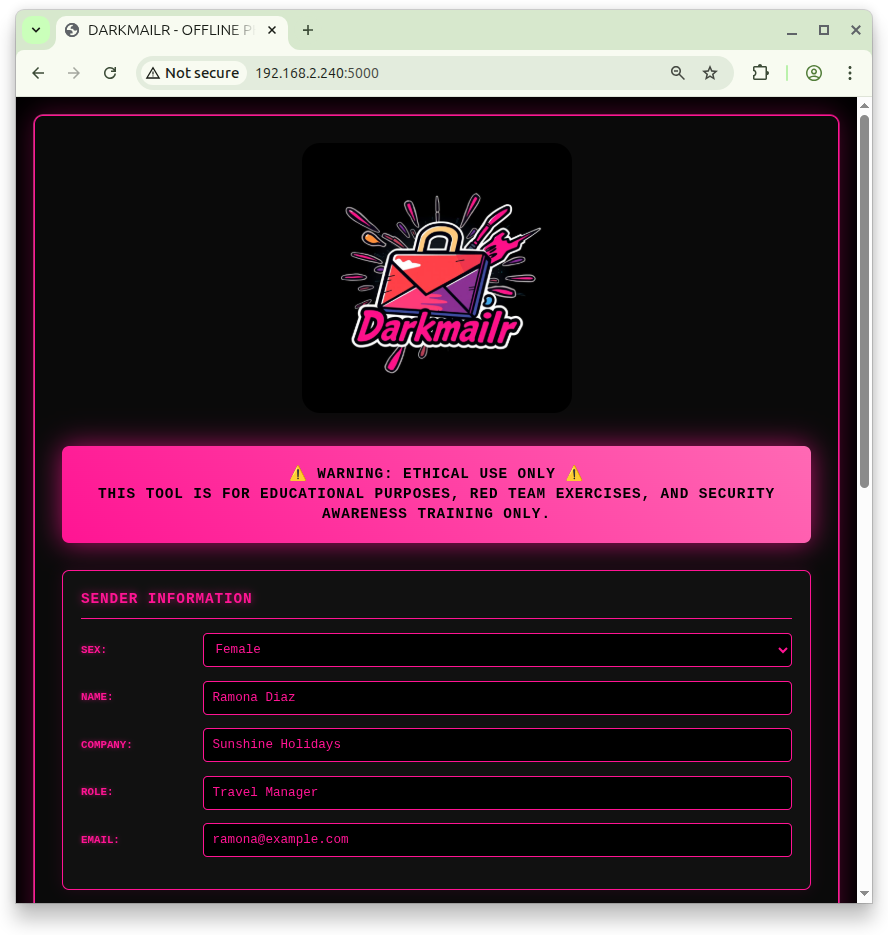 DARKMAILR - OFFLINE
Not secure 192.168.2.240:5000
Darkmailr
⚠️ WARNING: ETHICAL USE ONLY ⚠️
THIS TOOL IS FOR EDUCATIONAL PURPOSES, RED TEAM EXERCISES, AND SECURITY
AWARENESS TRAINING ONLY.
SENDER INFORMATION
SEX: Female
NAME: Ramona Diaz
COMPANY: Sunshine Holidays
ROLE: Travel Manager
EMAIL: ramona@example.com